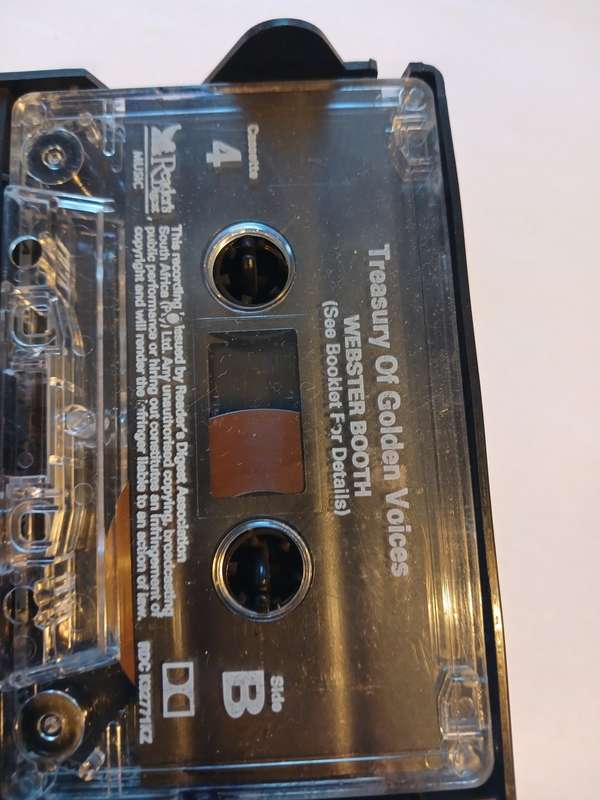 Treasury Of Golden Voices
WEBSTER BOOTH
(See Booklet For Details)
Cassette
4
Side
B
Reader's
Digest
MUSIC
This recording is issued by Reader's Digest Association
South Africa (Pty) Ltd. Any unauthorised copying, broadcasting
public performance or hiring out constitutes an infringement of
copyright and will render the infringer liable to an action of law.